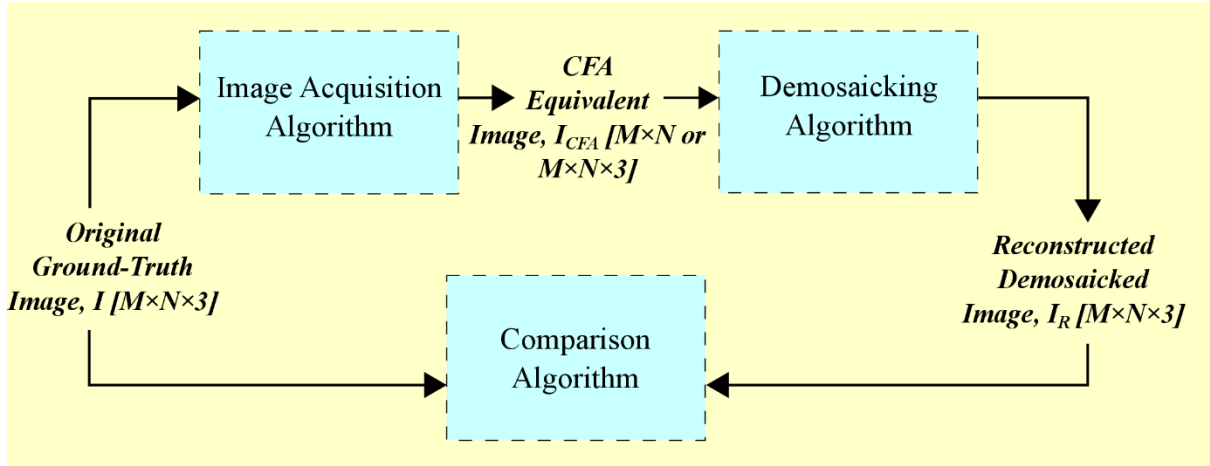 Image Acquisition
Algorithm
CFA
Equivalent
Image, I_CFA [M×N or
M×N×3]
Demosaicking
Algorithm
Original
Ground-Truth
Image, I [M×N×3]
Comparison
Algorithm
Reconstructed
Demosaicked
Image, I_R [M×N×3]